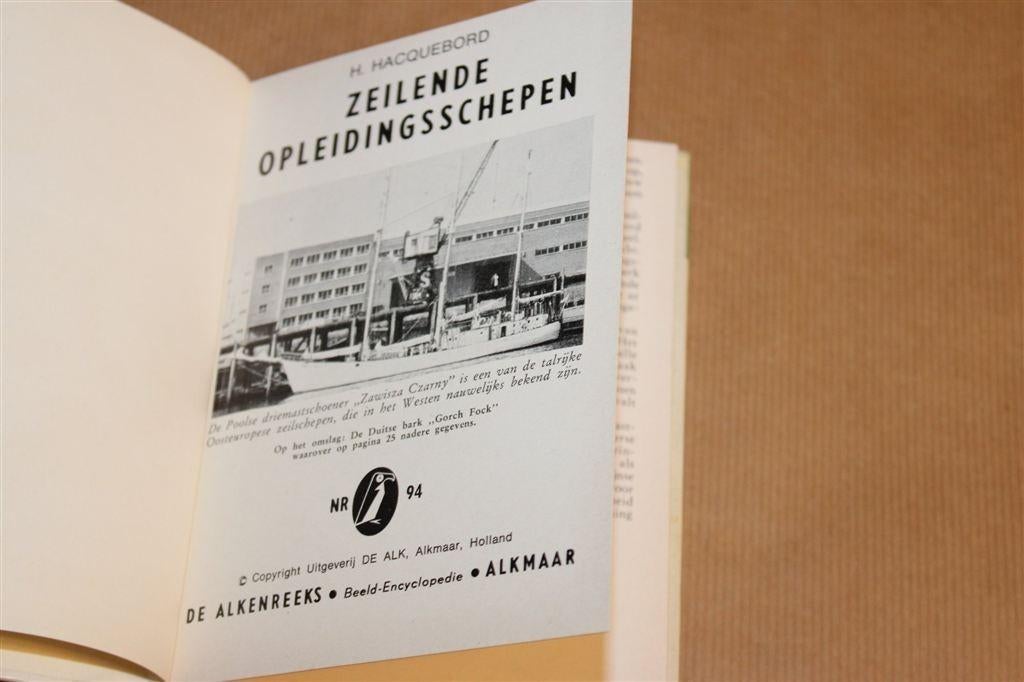 H. HACQUEBORD
ZEILENDE
OPLEIDINGSSCHEPEN
De Poolse driemastschoener „Zawisza Czarny” is een van de talrijke
Oosteuropese zeilschepen, die in het Westen nauwelijks bekend zijn.
Op het omslag: De Duitse bark „Gorch Fock”
waarover op pagina 25 nadere gegevens.
NR 94
© Copyright Uitgeverij DE ALK, Alkmaar, Holland
DE ALKENREEKS ● Beeld-Encyclopedie ● ALKMAAR